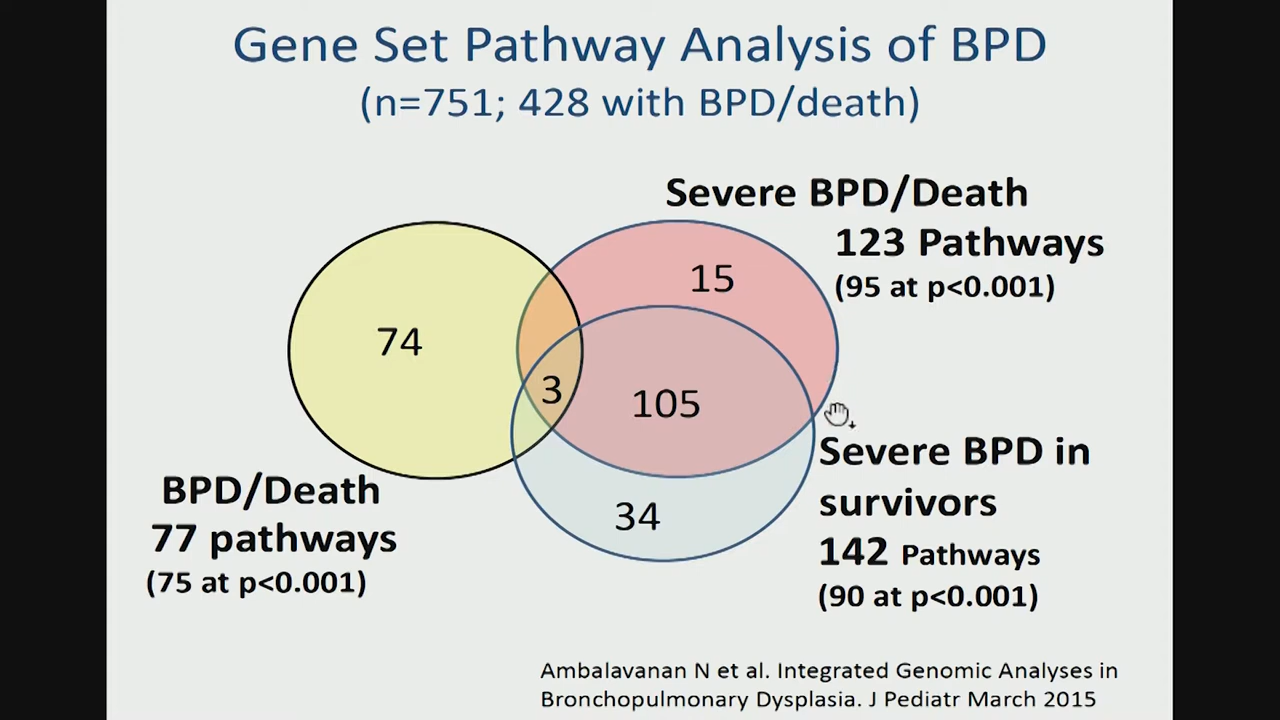 Gene Set Pathway Analysis of BPD
(n=751; 428 with BPD/death)
Severe BPD/Death
123 Pathways
(95 at p<0.001)
15
74
3
105
34
BPD/Death
77 pathways
(75 at p<0.001)
Severe BPD in
survivors
142 Pathways
(90 at p<0.001)
Ambalavanan N et al. Integrated Genomic Analyses in
Bronchopulmonary Dysplasia. J Pediatr March 2015